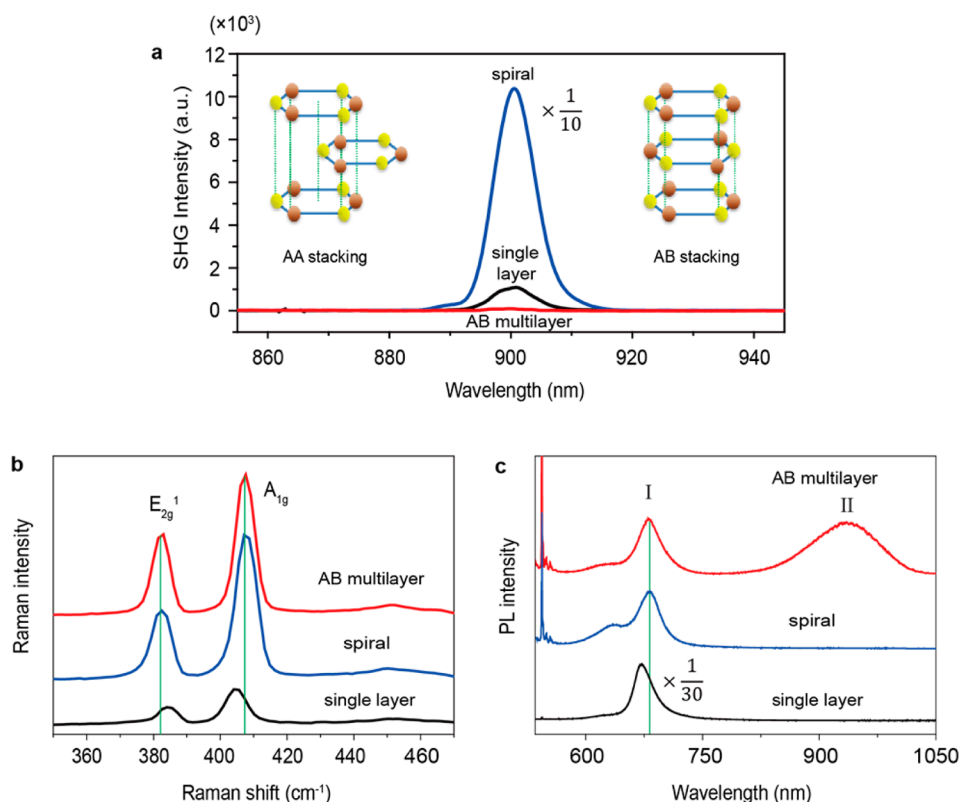 (×10³)
a
12
10
8
6
4
2
0
SHG Intensity (a.u.)
spiral
× 1/10
single
layer
AB multilayer
AA stacking
AB stacking
860
880
900
920
940
Wavelength (nm)
b
E₂g¹
A₁g
AB multilayer
spiral
single layer
Raman intensity
360
380
400
420
440
460
Raman shift (cm⁻¹)
c
AB multilayer
I
II
spiral
× 1/30
single layer
PL intensity
600
750
900
1050
Wavelength (nm)